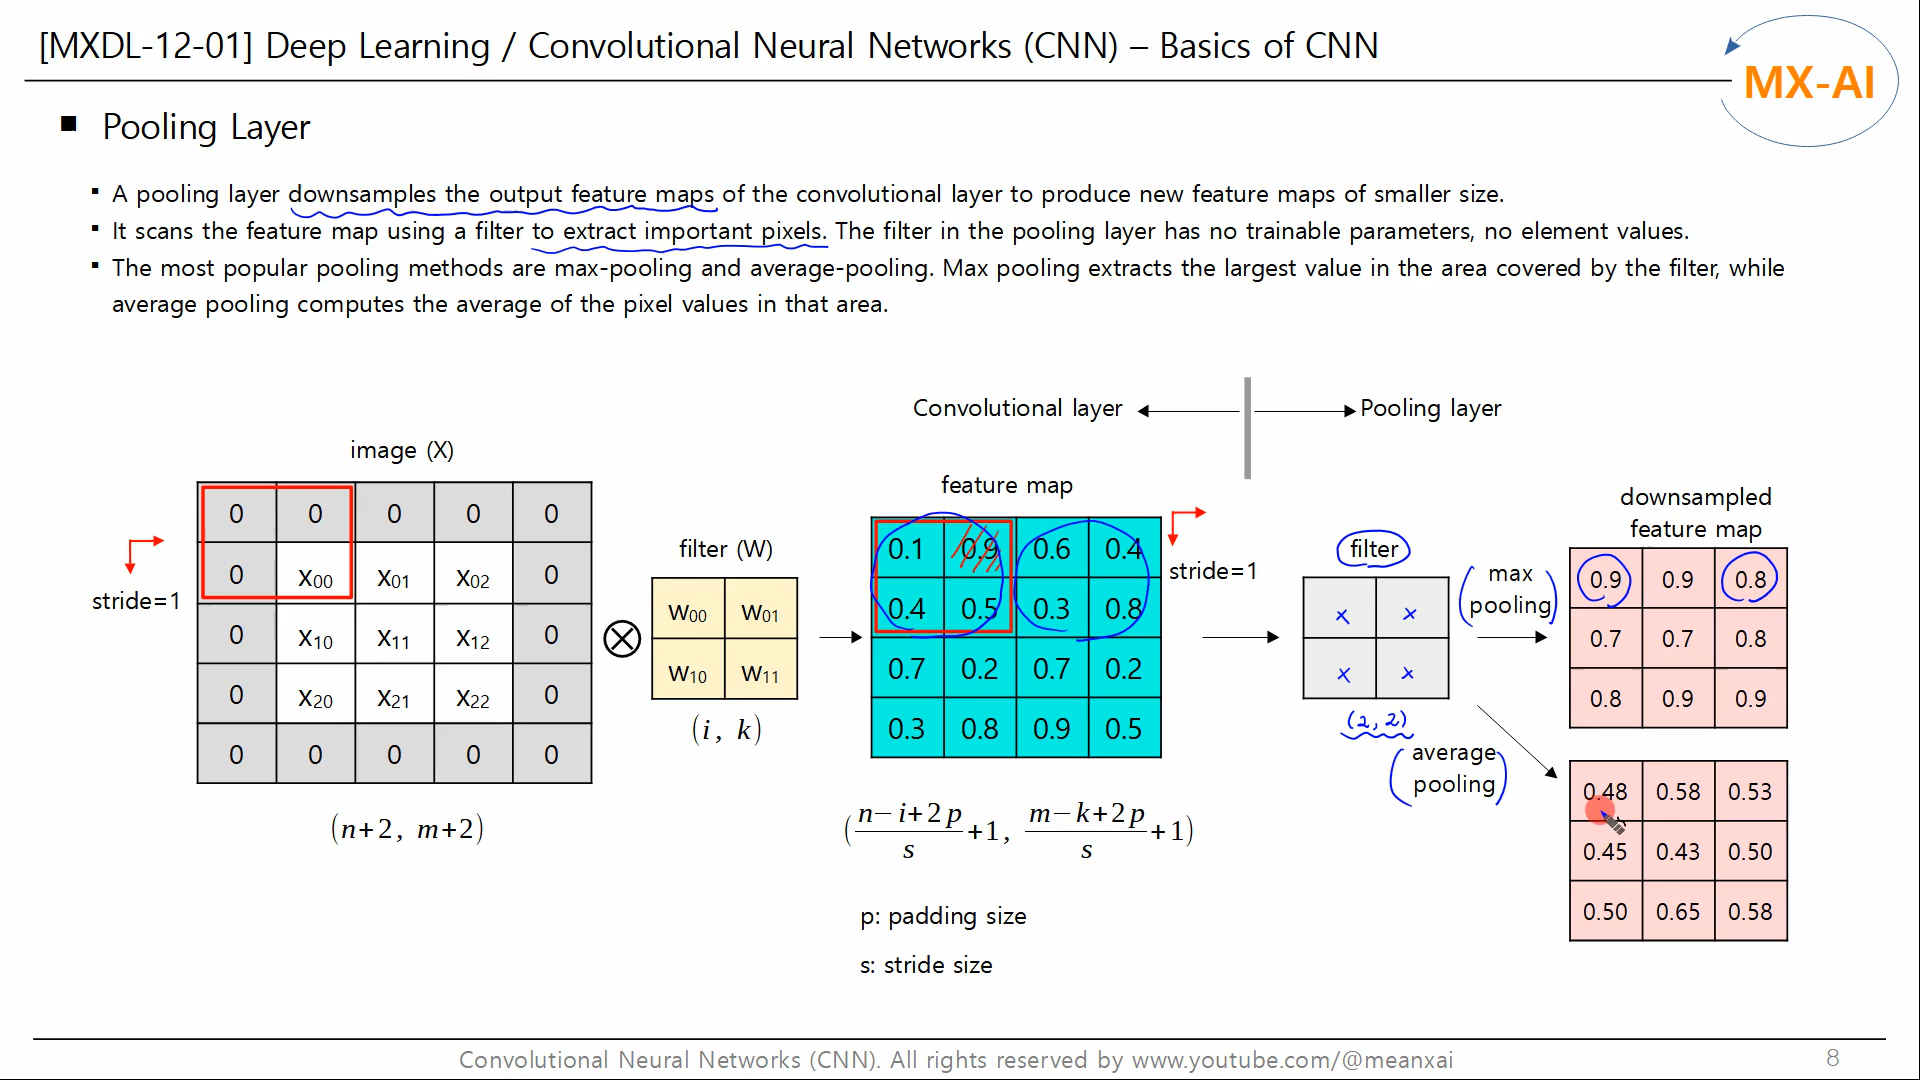 [MXDL-12-01] Deep Learning / Convolutional Neural Networks (CNN) – Basics of CNN
MX-AI
■ Pooling Layer
▪ A pooling layer downsamples the output feature maps of the convolutional layer to produce new feature maps of smaller size.
▪ It scans the feature map using a filter to extract important pixels. The filter in the pooling layer has no trainable parameters, no element values.
▪ The most popular pooling methods are max-pooling and average-pooling. Max pooling extracts the largest value in the area covered by the filter, while
average pooling computes the average of the pixel values in that area.
Convolutional layer
Pooling layer
image (X)
0 0 0 0 0
0 x00 x01 x02 0
0 x10 x11 x12 0
0 x20 x21 x22 0
0 0 0 0 0
stride=1
(n+2, m+2)
⊗
filter (W)
w00 w01
w10 w11
(i, k)
feature map
0.1 0.9 0.6 0.4
0.4 0.5 0.3 0.8
0.7 0.2 0.7 0.2
0.3 0.8 0.9 0.5
stride=1
((n−i+2p)/s +1, (m−k+2p)/s +1)
p: padding size
s: stride size
filter
x x
x x
(2,2)
max
pooling
average
pooling
downsampled
feature map
0.9 0.9 0.8
0.7 0.7 0.8
0.8 0.9 0.9
0.48 0.58 0.53
0.45 0.43 0.50
0.50 0.65 0.58
Convolutional Neural Networks (CNN). All rights reserved by www.youtube.com/@meanxai
8